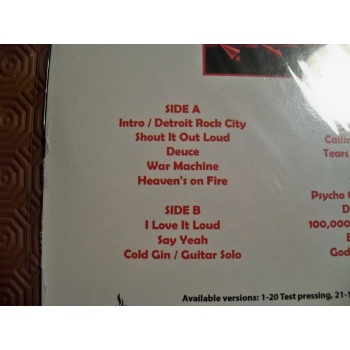 SIDE A
Intro / Detroit Rock City
Shout It Out Loud
Deuce
War Machine
Heaven's on Fire
SIDE B
I Love It Loud
Say Yeah
Cold Gin / Guitar Solo
Tears
Psycho
100,000
God
Available versions: 1-20 Test pressing, 21-